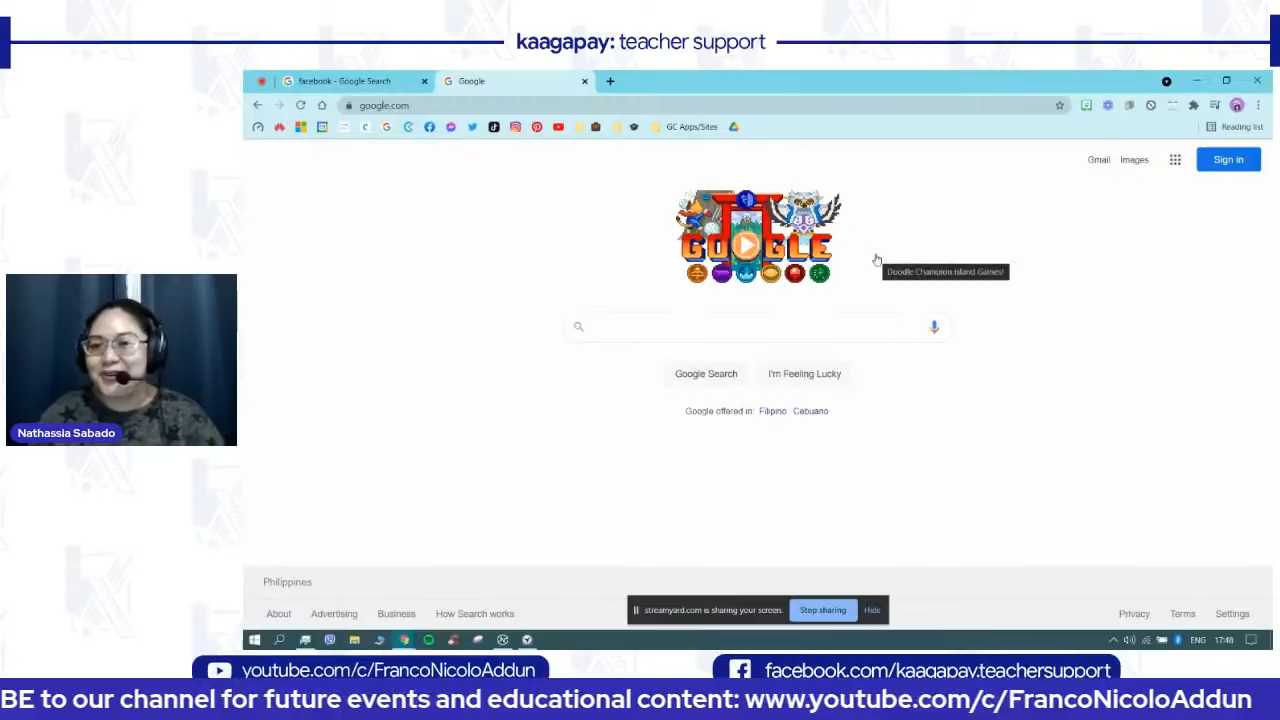 kaagapay: teacher support
facebook - Google Search
Google
google.com
GC Apps/Sites
Reading list
Gmail Images Sign in
GOOGLE
Doodle Champion Island Games!
Google Search I'm Feeling Lucky
Google offered in: Filipino Cebuano
Nathassia Sabado
Philippines
About Advertising Business How Search works
streamyard.com is sharing your screen. Stop sharing Hide
Privacy Terms Settings
ENG 17:48
youtube.com/c/FrancoNicoloAddun
facebook.com/kaagapay.teachersupport
BE to our channel for future events and educational content: www.youtube.com/c/FrancoNicoloAddun